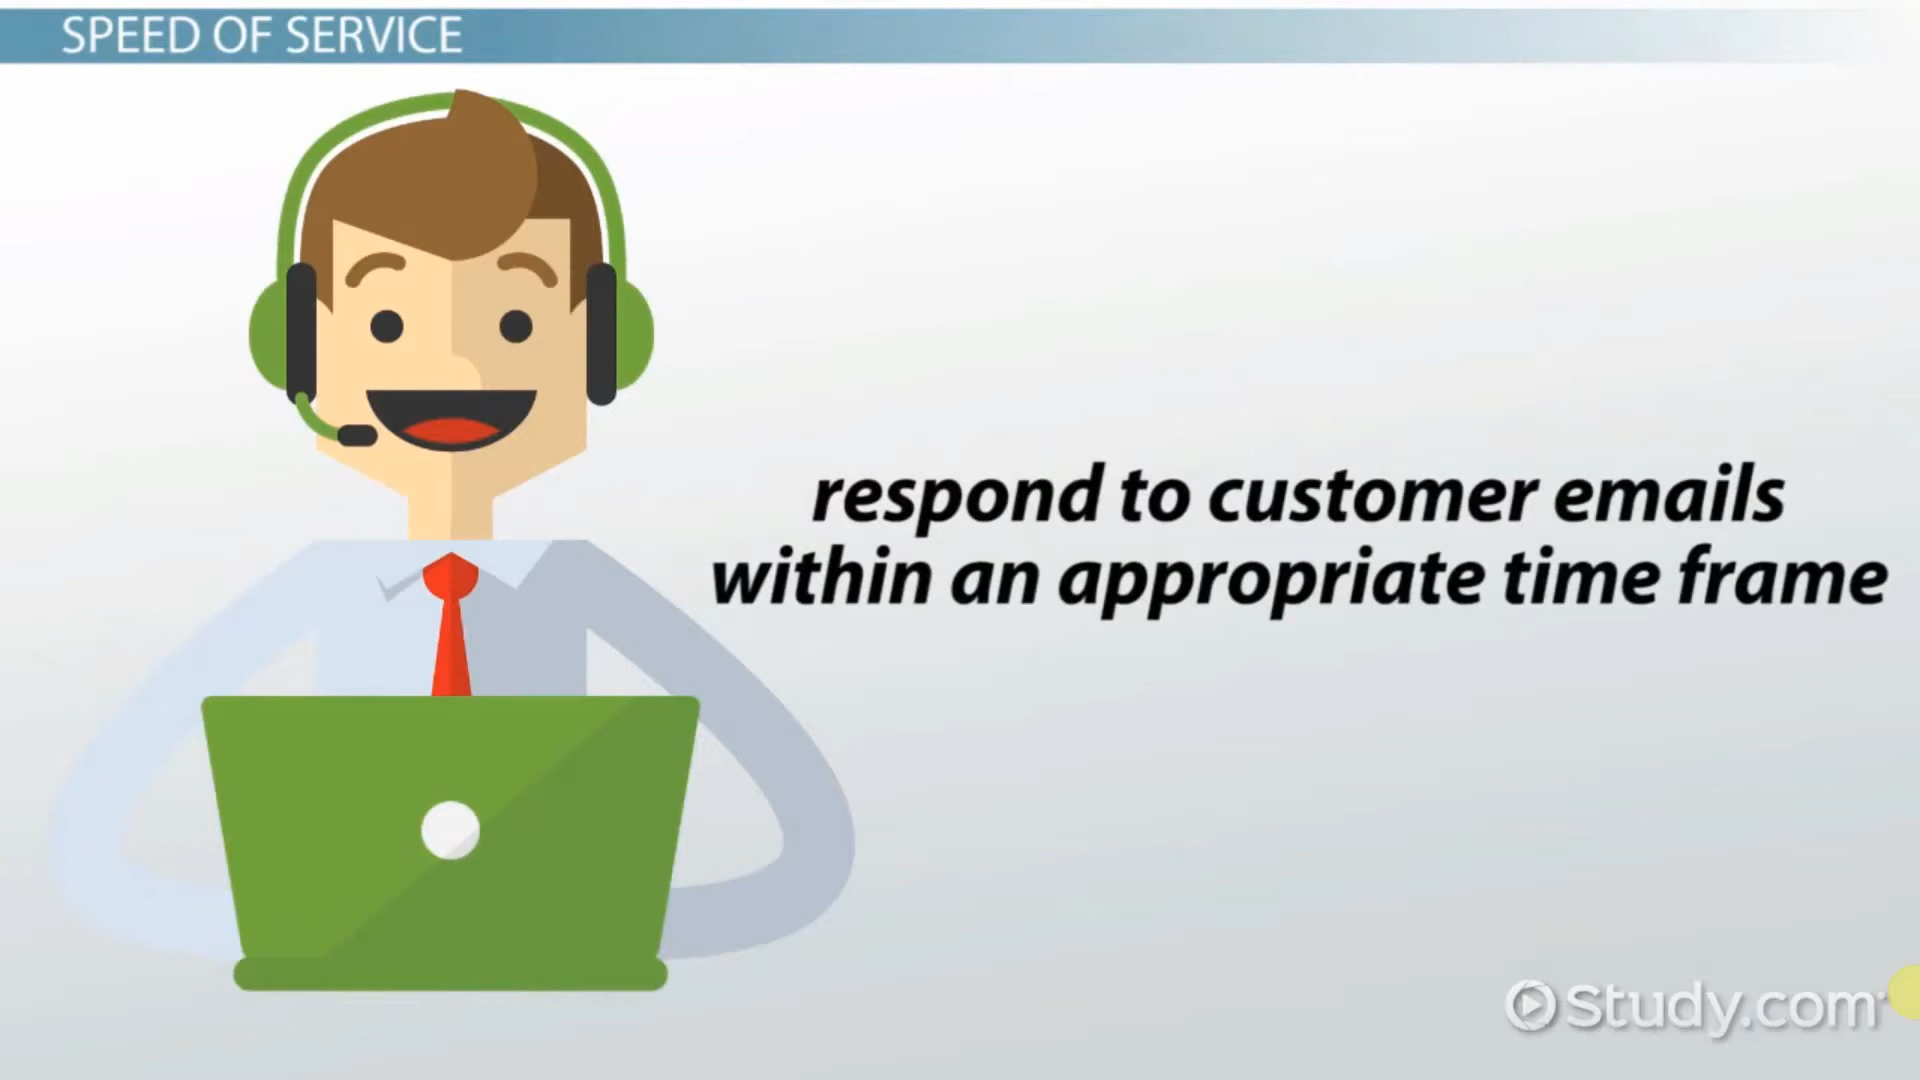 SPEED OF SERVICE
respond to customer emails
within an appropriate time frame
Study.com